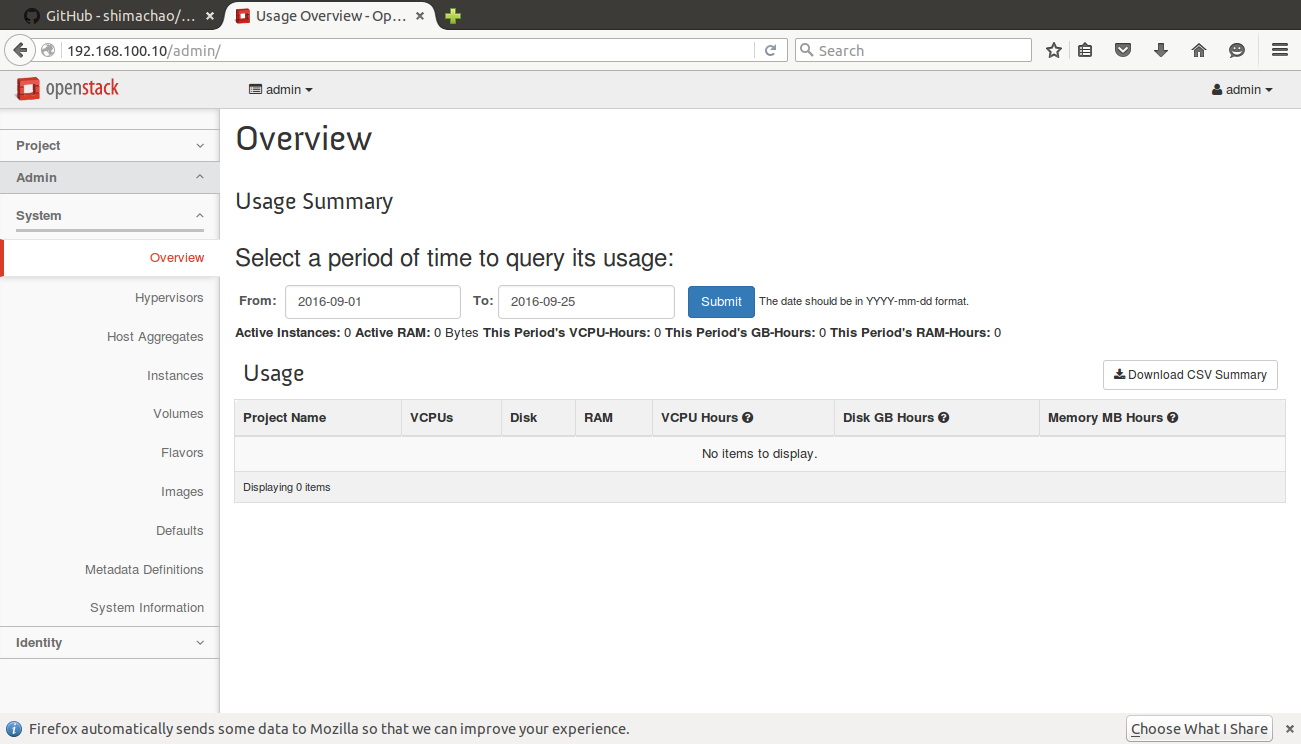 GitHub - shimachao/... × Usage Overview - Op... ×
192.168.100.10/admin/ Search
openstack admin admin
Project
Admin
System
Overview
Hypervisors
Host Aggregates
Instances
Volumes
Flavors
Images
Defaults
Metadata Definitions
System Information
Identity
Overview
Usage Summary
Select a period of time to query its usage:
From: 2016-09-01 To: 2016-09-25 Submit The date should be in YYYY-mm-dd format.
Active Instances: 0 Active RAM: 0 Bytes This Period's VCPU-Hours: 0 This Period's GB-Hours: 0 This Period's RAM-Hours: 0
Usage Download CSV Summary
Project Name VCPUs Disk RAM VCPU Hours Disk GB Hours Memory MB Hours
No items to display.
Displaying 0 items
Firefox automatically sends some data to Mozilla so that we can improve your experience. Choose What I Share ×